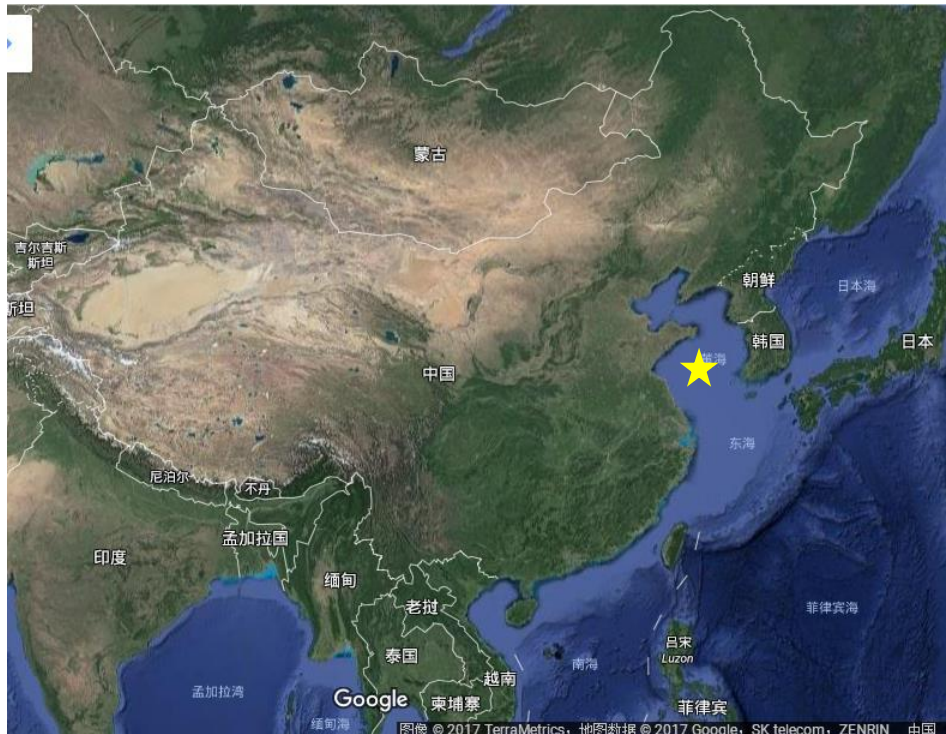 蒙古
吉尔吉斯
斯坦
斯坦
朝鲜
日本海
韩国
日本
海
中国
东海
尼泊尔
不丹
孟加拉国
印度
缅甸
老挝
菲律宾海
泰国
吕宋
Luzon
南海
越南
孟加拉湾
Google
柬埔寨
菲律宾
缅甸海
图像 © 2017 TerraMetrics，地图数据 © 2017 Google，SK telecom，ZENRIN 中国